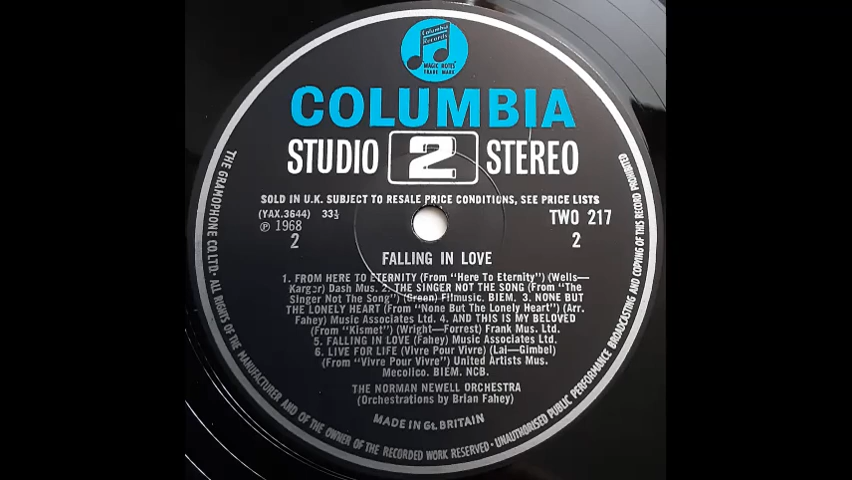 Columbia
Records
MAGIC NOTES
TRADE MARK
COLUMBIA
STUDIO 2 STEREO
SOLD IN U.K. SUBJECT TO RESALE PRICE CONDITIONS, SEE PRICE LISTS
(YAX.3644) 33⅓ TWO 217
℗ 1968
2 2
FALLING IN LOVE
1. FROM HERE TO ETERNITY (From "Here To Eternity") (Wells—
Karger) Dash Mus. 2. THE SINGER NOT THE SONG (From "The
Singer Not The Song") (Green) Filmusic. BIEM. 3. NONE BUT
THE LONELY HEART (From "None But The Lonely Heart") (Arr.
Fahey) Music Associates Ltd. 4. AND THIS IS MY BELOVED
(From "Kismet") (Wright—Forrest) Frank Mus. Ltd.
5. FALLING IN LOVE (Fahey) Music Associates Ltd.
6. LIVE FOR LIFE (Vivre Pour Vivre) (Lai—Gimbel)
(From "Vivre Pour Vivre") United Artists Mus.
Mecolico. BIEM. NCB.
THE NORMAN NEWELL ORCHESTRA
(Orchestrations by Brian Fahey)
MADE IN Gt. BRITAIN
THE GRAMOPHONE CO. LTD. · ALL RIGHTS OF THE MANUFACTURER AND OF THE OWNER OF THE RECORDED WORK RESERVED · UNAUTHORISED PUBLIC PERFORMANCE BROADCASTING AND COPYING OF THIS RECORD PROHIBITED